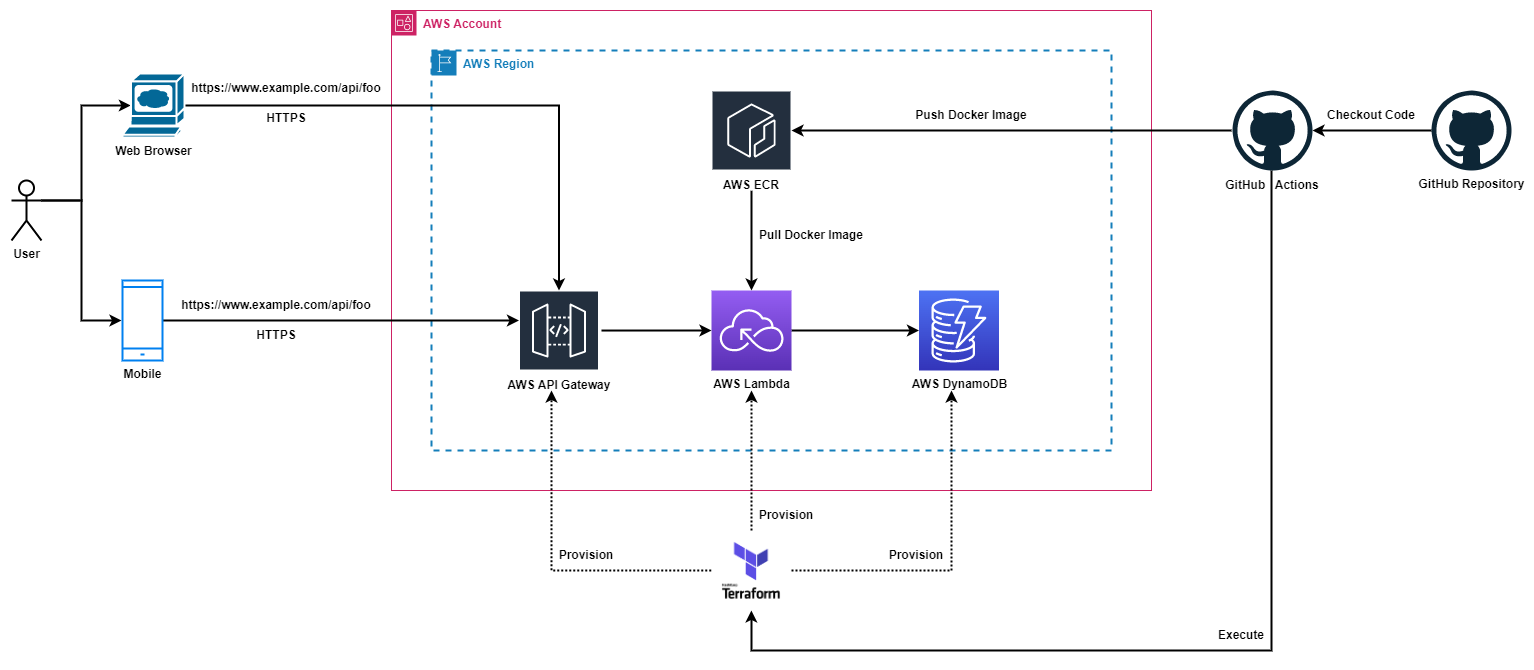 AWS Account
AWS Region
https://www.example.com/api/foo
HTTPS
Web Browser
Push Docker Image
Checkout Code
AWS ECR
GitHub Actions
GitHub Repository
User
Pull Docker Image
https://www.example.com/api/foo
HTTPS
</>
Mobile
AWS API Gateway
AWS Lambda
AWS DynamoDB
Provision
Provision
Provision
HashiCorp
Terraform
Execute